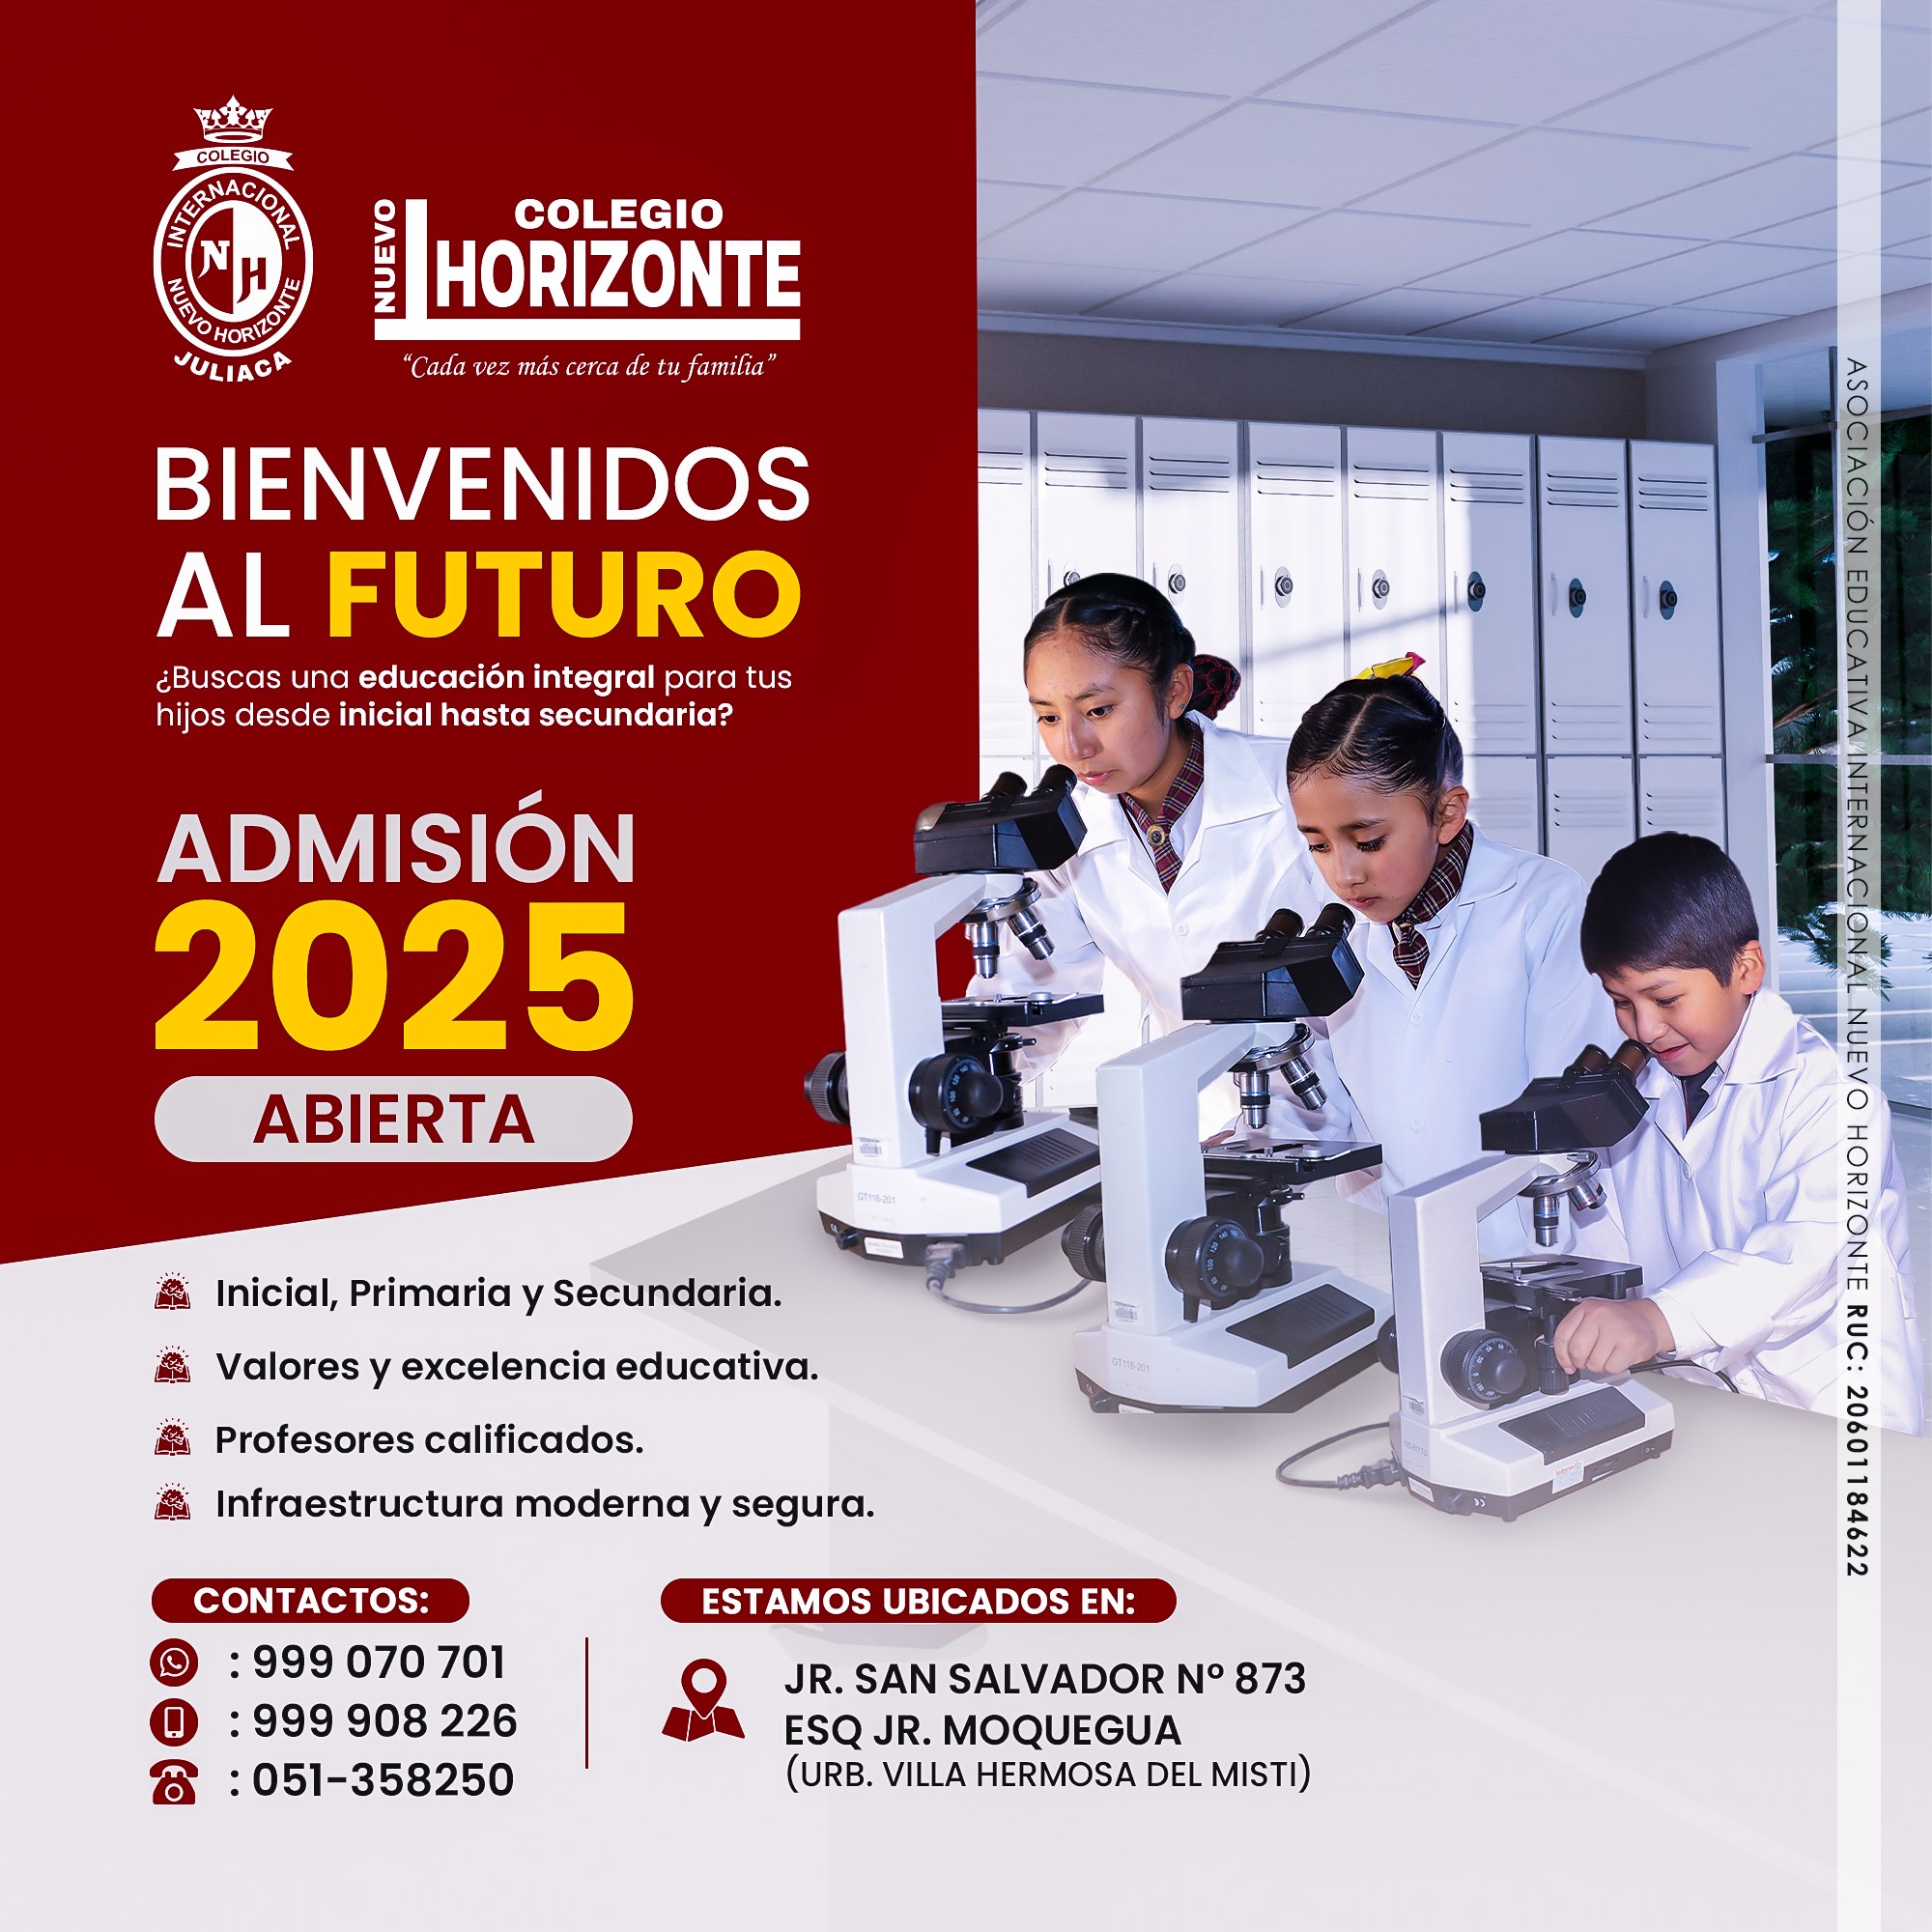 COLEGIO
INTERNACIONAL
NH
NUEVO HORIZONTE
JULIACA
NUEVO
COLEGIO
HORIZONTE
“Cada vez más cerca de tu familia”
BIENVENIDOS
AL FUTURO
¿Buscas una educación integral para tus
hijos desde inicial hasta secundaria?
ADMISIÓN
2025
ABIERTA
Inicial, Primaria y Secundaria.
Valores y excelencia educativa.
Profesores calificados.
Infraestructura moderna y segura.
CONTACTOS:
: 999 070 701
: 999 908 226
: 051-358250
ESTAMOS UBICADOS EN:
JR. SAN SALVADOR Nº 873
ESQ JR. MOQUEGUA
(URB. VILLA HERMOSA DEL MISTI)
ASOCIACIÓN EDUCATIVA INTERNACIONAL NUEVO HORIZONTE RUC: 20601184622
GT116-201
GT116-201